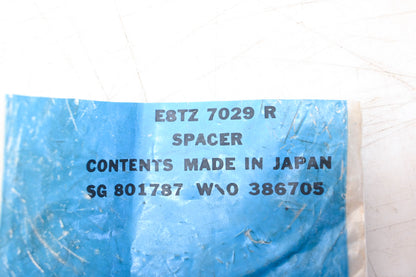 E8TZ 7029 R
SPACER
CONTENTS MADE IN JAPAN
SG 801787 W\O 386705